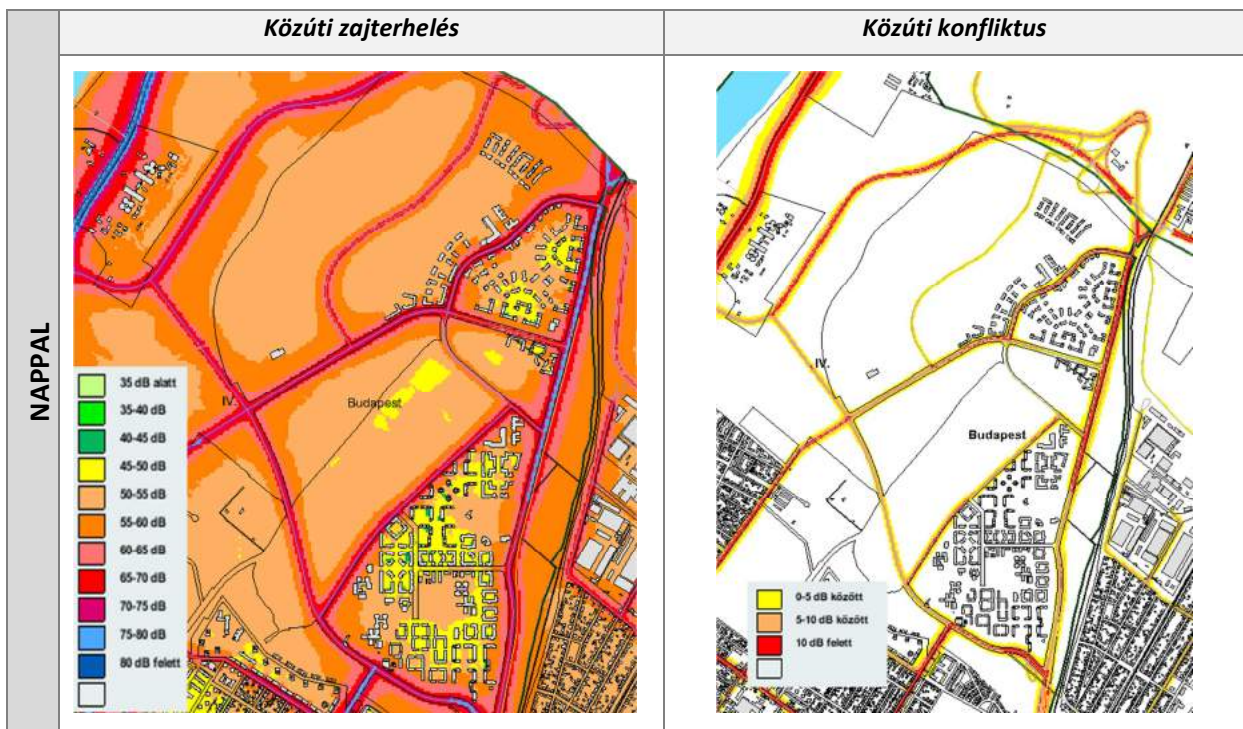 Közúti zajterhelés
Közúti konfliktus
NAPPAL
IV.
Budapest
35 dB alatt
35-40 dB
40-45 dB
45-50 dB
50-55 dB
55-60 dB
60-65 dB
65-70 dB
70-75 dB
75-80 dB
80 dB felett
IV.
Budapest
0-5 dB között
5-10 dB között
10 dB felett